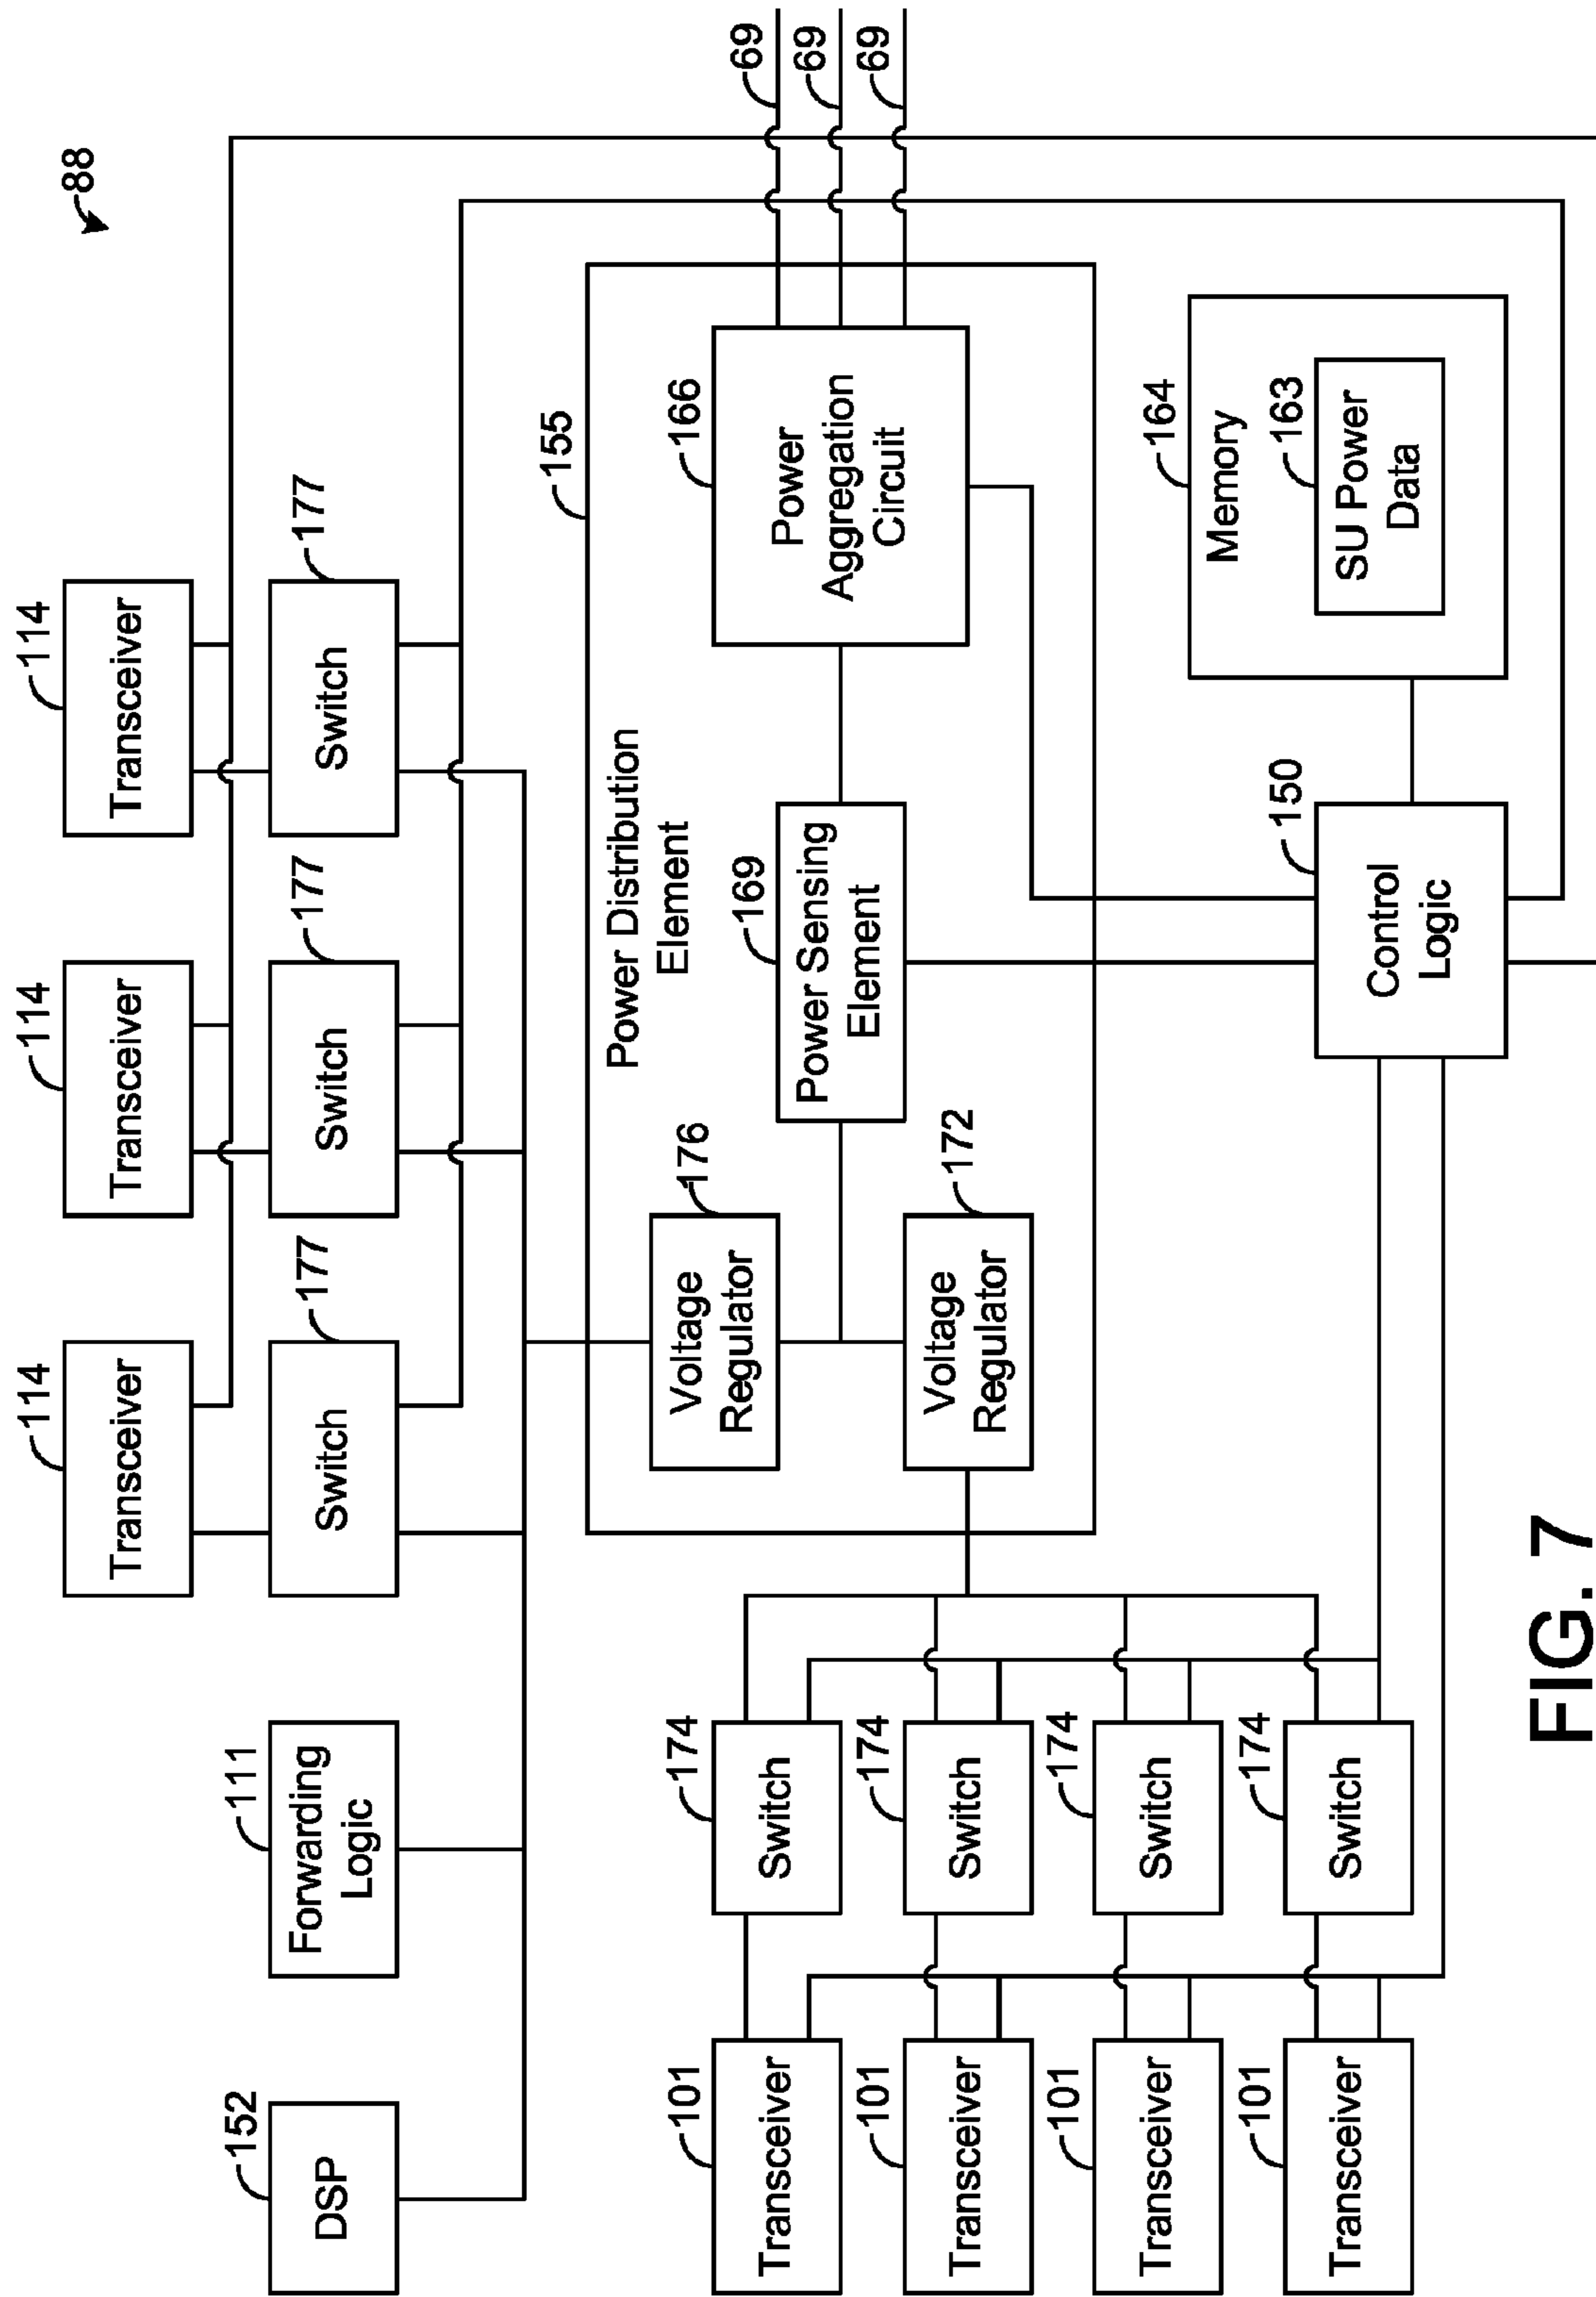 88
114
Transceiver
114
Transceiver
114
Transceiver
177
Switch
177
Switch
177
Switch
111
Forwarding
Logic
152
DSP
155
Power Distribution
Element
69
69
69
166
Power
Aggregation
Circuit
169
Power Sensing
Element
176
Voltage
Regulator
172
Voltage
Regulator
164
Memory
163
SU Power
Data
150
Control
Logic
174
Switch
174
Switch
174
Switch
174
Switch
101
Transceiver
101
Transceiver
101
Transceiver
101
Transceiver
FIG. 7